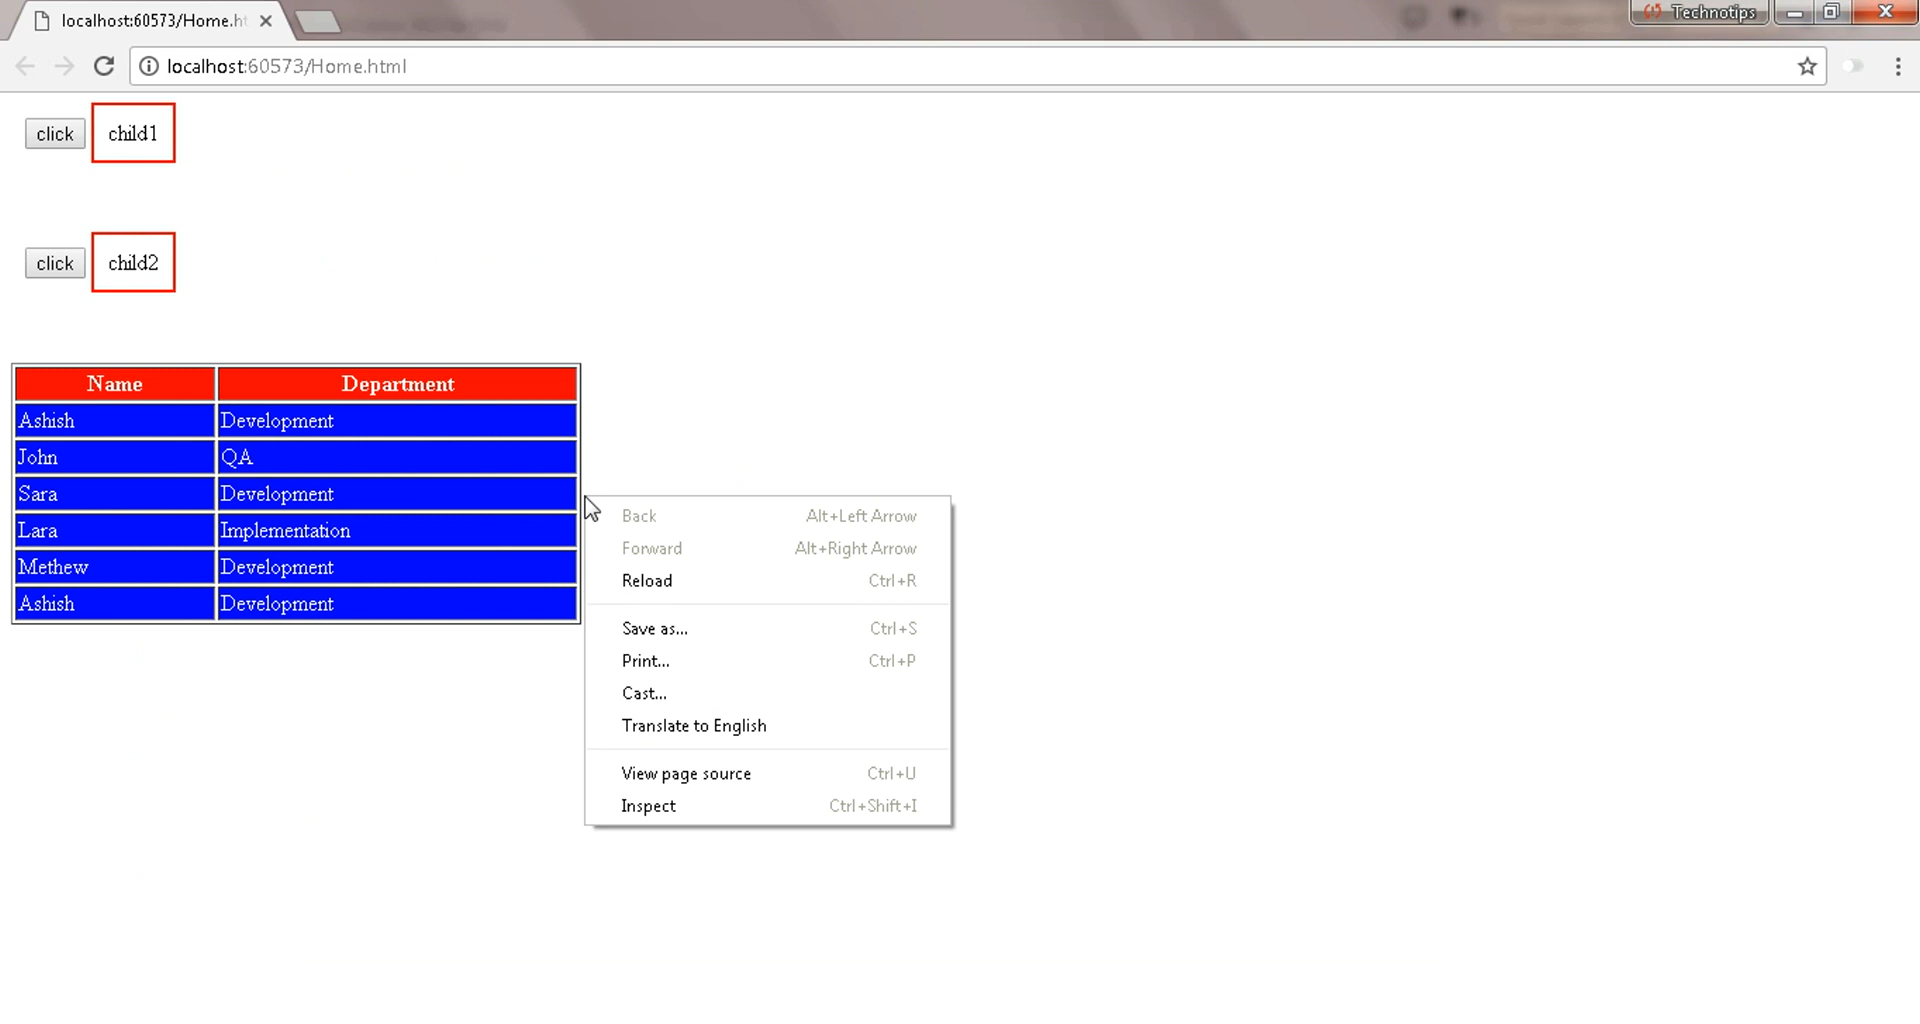 localhost:60573/Home.ht
Technotips
localhost:60573/Home.html
click child1
click child2
Name Department
Ashish Development
John QA
Sara Development
Lara Implementation
Methew Development
Ashish Development
Back Alt+Left Arrow
Forward Alt+Right Arrow
Reload Ctrl+R
Save as... Ctrl+S
Print... Ctrl+P
Cast...
Translate to English
View page source Ctrl+U
Inspect Ctrl+Shift+I